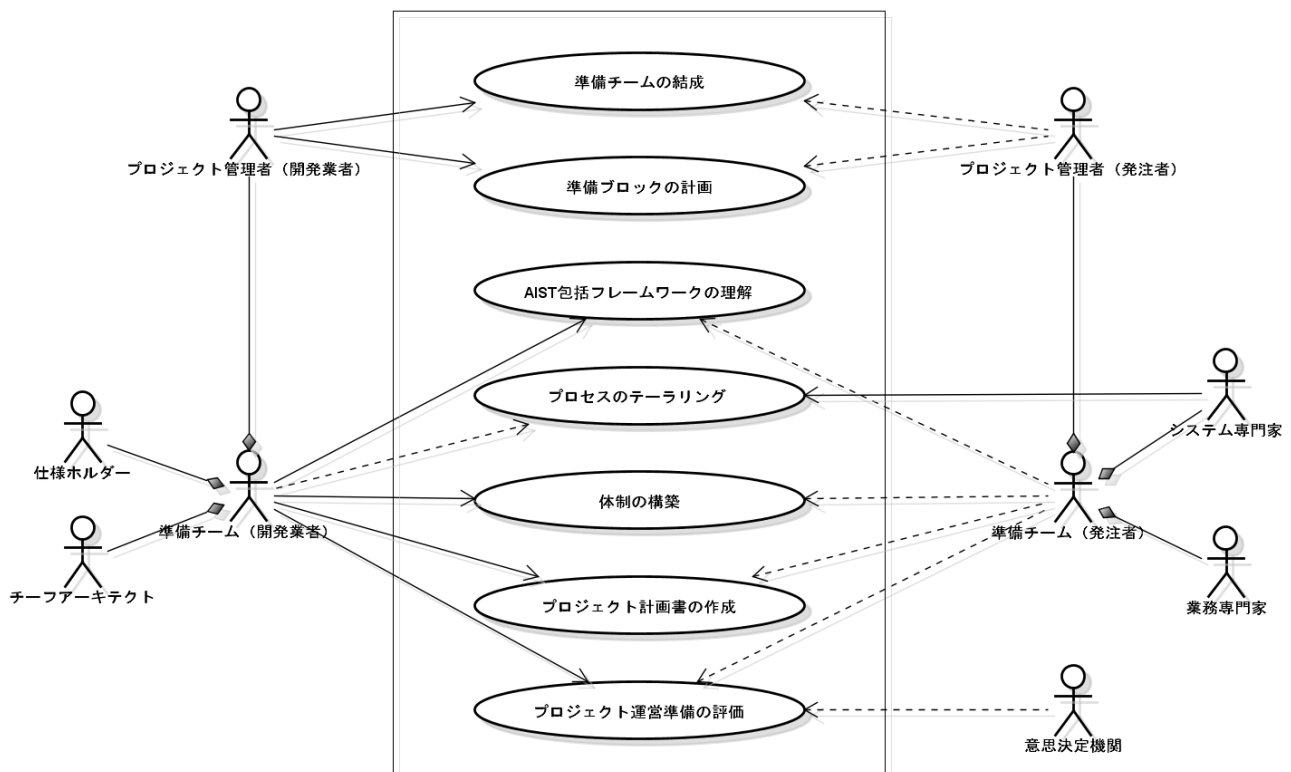 準備チームの結成
プロジェクト管理者（開発業者）
プロジェクト管理者（発注者）
準備ブロックの計画
AIST包括フレームワークの理解
プロセスのテーラリング
システム専門家
仕様ホルダー
体制の構築
準備チーム（開発業者）
準備チーム（発注者）
チーフアーキテクト
プロジェクト計画書の作成
業務専門家
プロジェクト運営準備の評価
意思決定機関